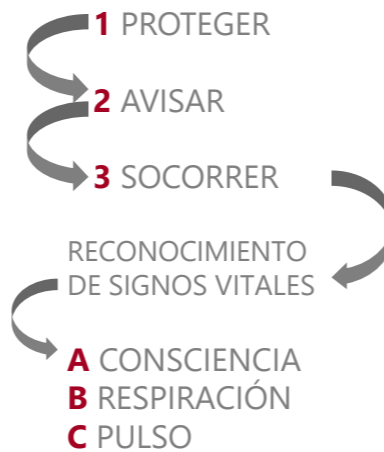 1 PROTEGER
2 AVISAR
3 SOCORRER
RECONOCIMIENTO
DE SIGNOS VITALES
A CONSCIENCIA
B RESPIRACIÓN
C PULSO